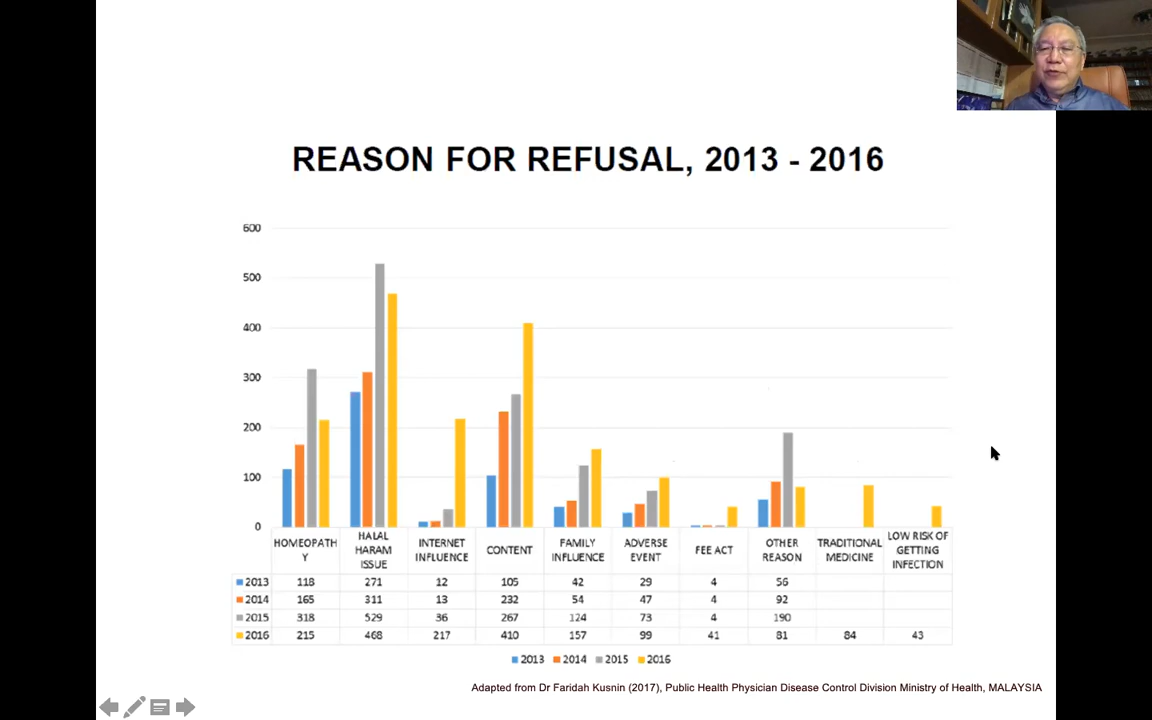 REASON FOR REFUSAL, 2013 - 2016
600
500
400
300
200
100
0
HOMEOPATH
Y
HALAL
HARAM
ISSUE
INTERNET
INFLUENCE
CONTENT
FAMILY
INFLUENCE
ADVERSE
EVENT
FEE ACT
OTHER
REASON
TRADITIONAL
MEDICINE
LOW RISK OF
GETTING
INFECTION
2013 118 271 12 105 42 29 4 56
2014 165 311 13 232 54 47 4 92
2015 318 529 36 267 124 73 4 190
2016 215 468 217 410 157 99 41 81 84 43
2013 2014 2015 2016
Adapted from Dr Faridah Kusnin (2017), Public Health Physician Disease Control Division Ministry of Health, MALAYSIA